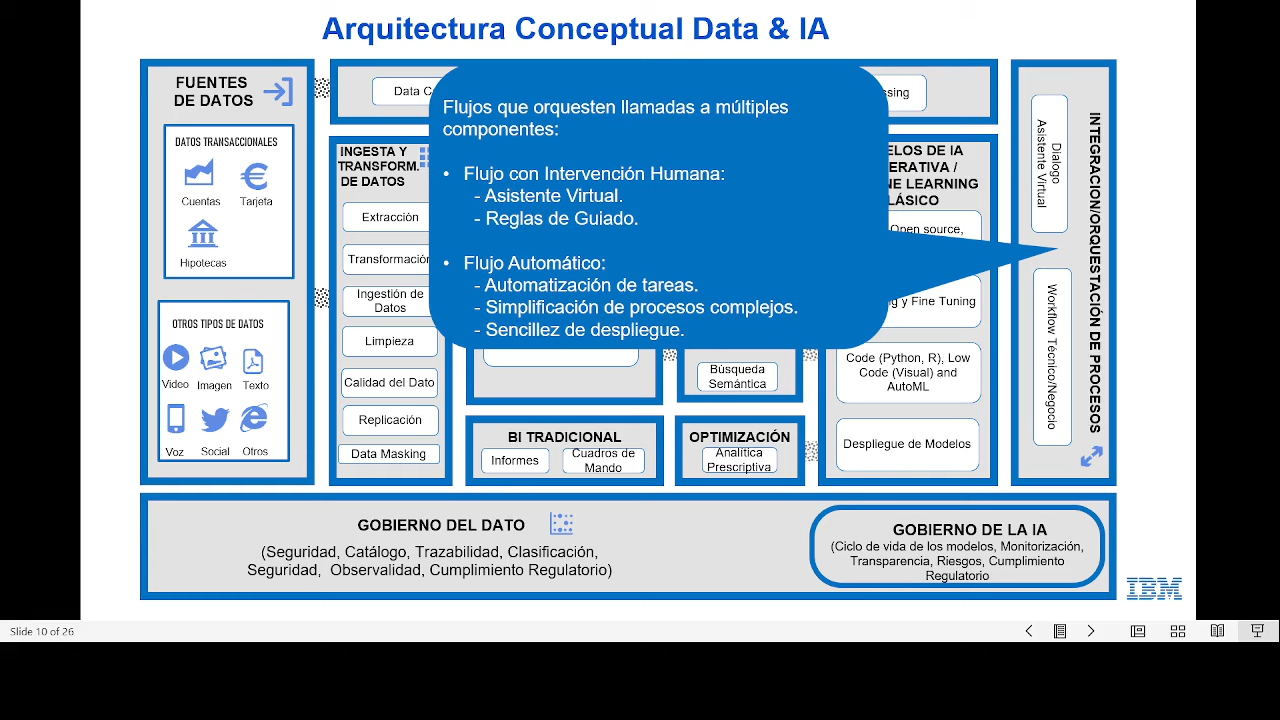 Arquitectura Conceptual Data & IA
FUENTES
DE DATOS
DATOS TRANSACCIONALES
Cuentas
Tarjeta
Hipotecas
OTROS TIPOS DE DATOS
Video
Imagen
Texto
Voz
Social
Otros
Data
INGESTA Y
TRANSFORM.
DE DATOS
Extracción
Transformación
Ingestión de
Datos
Limpieza
Calidad del Dato
Replicación
Data Masking
Flujos que orquesten llamadas a múltiples
componentes:
• Flujo con Intervención Humana:
- Asistente Virtual.
- Reglas de Guiado.
• Flujo Automático:
- Automatización de tareas.
- Simplificación de procesos complejos.
- Sencillez de despliegue.
Búsqueda
Semántica
BI TRADICIONAL
Informes
Cuadros de
Mando
OPTIMIZACIÓN
Analítica
Prescriptiva
DE IA
/
LEARNING
Open source,
y Fine Tuning
Code (Python, R), Low
Code (Visual) and
AutoML
Despliegue de Modelos
Dialogo
Asistente Virtual
Workflow Técnico/Negocio
INTEGRACION/ORQUESTACIÓN DE PROCESOS
GOBIERNO DEL DATO
(Seguridad, Catálogo, Trazabilidad, Clasificación,
Seguridad, Observalidad, Cumplimiento Regulatorio)
GOBIERNO DE LA IA
(Ciclo de vida de los modelos, Monitorización,
Transparencia, Riesgos, Cumplimiento
Regulatorio
IBM
Slide 10 of 26